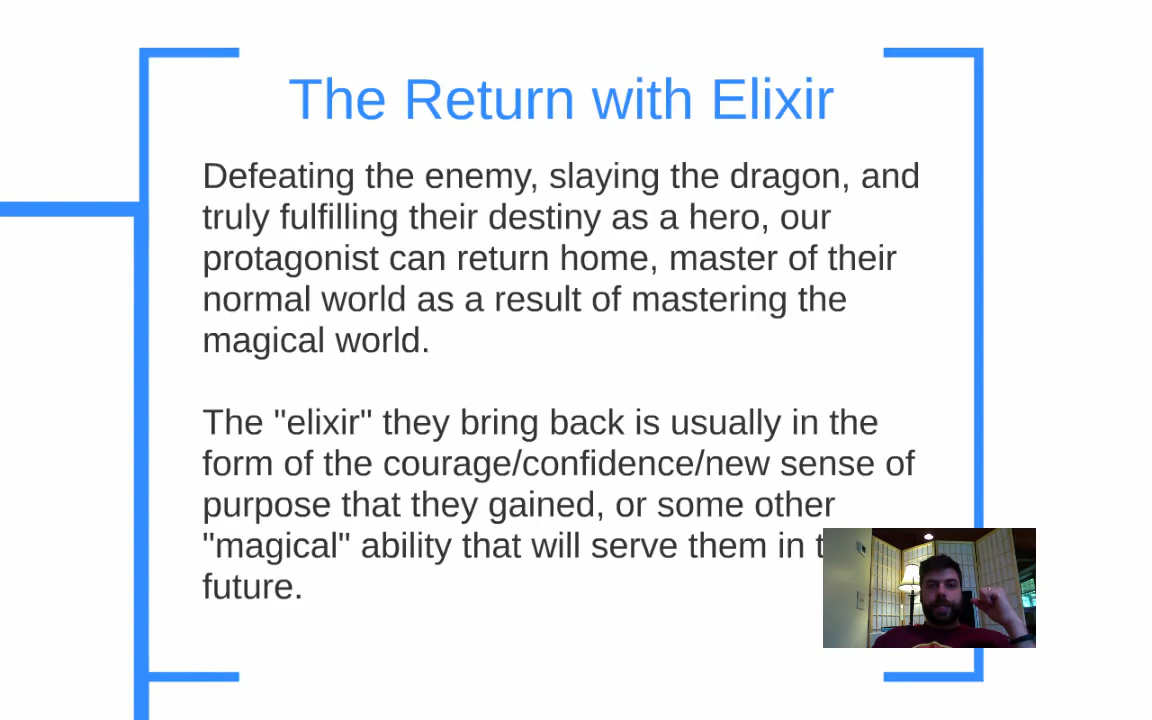 The Return with Elixir
Defeating the enemy, slaying the dragon, and
truly fulfilling their destiny as a hero, our
protagonist can return home, master of their
normal world as a result of mastering the
magical world.
The "elixir" they bring back is usually in the
form of the courage/confidence/new sense of
purpose that they gained, or some other
"magical" ability that will serve them in
future.